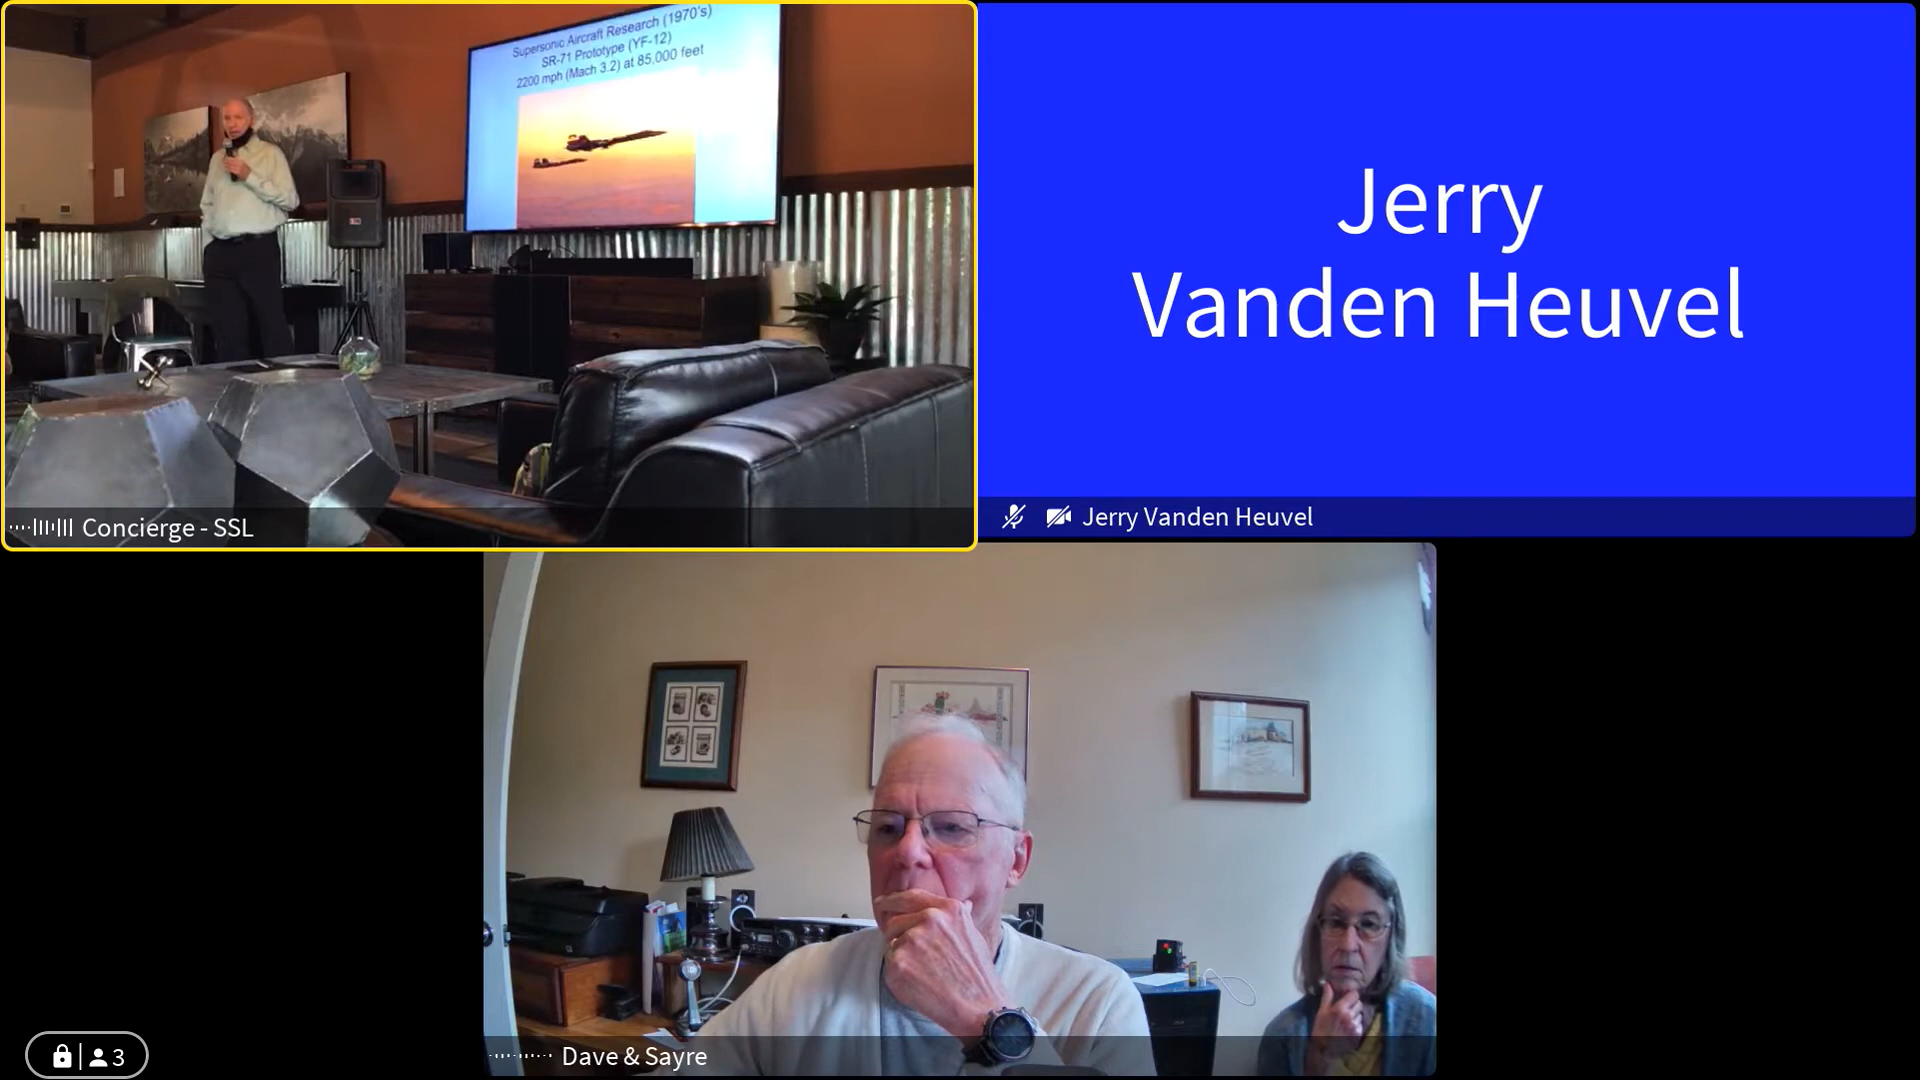 Supersonic Aircraft Research (1970's)
SR-71 Prototype (YF-12)
2200 mph (Mach 3.2) at 85,000 feet
Concierge - SSL
Jerry
Vanden Heuvel
Jerry Vanden Heuvel
Dave & Sayre
3